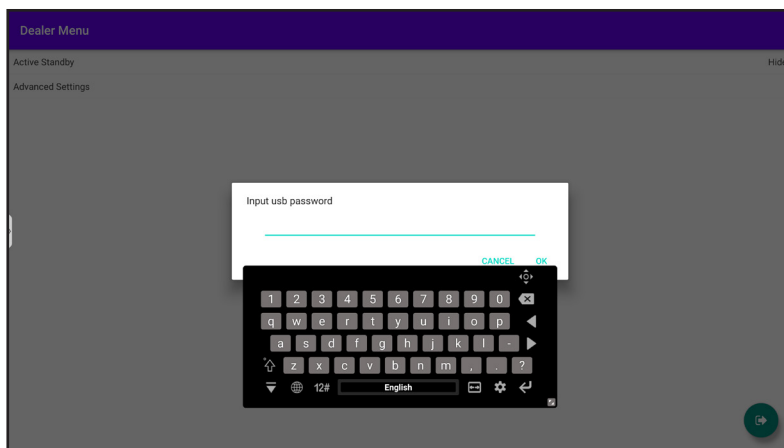 Dealer Menu
Active Standby Hide
Advanced Settings
Input usb password
CANCEL OK
1 2 3 4 5 6 7 8 9 0
q w e r t y u i o p
a s d f g h j k l -
z x c v b n m , . ?
12# English